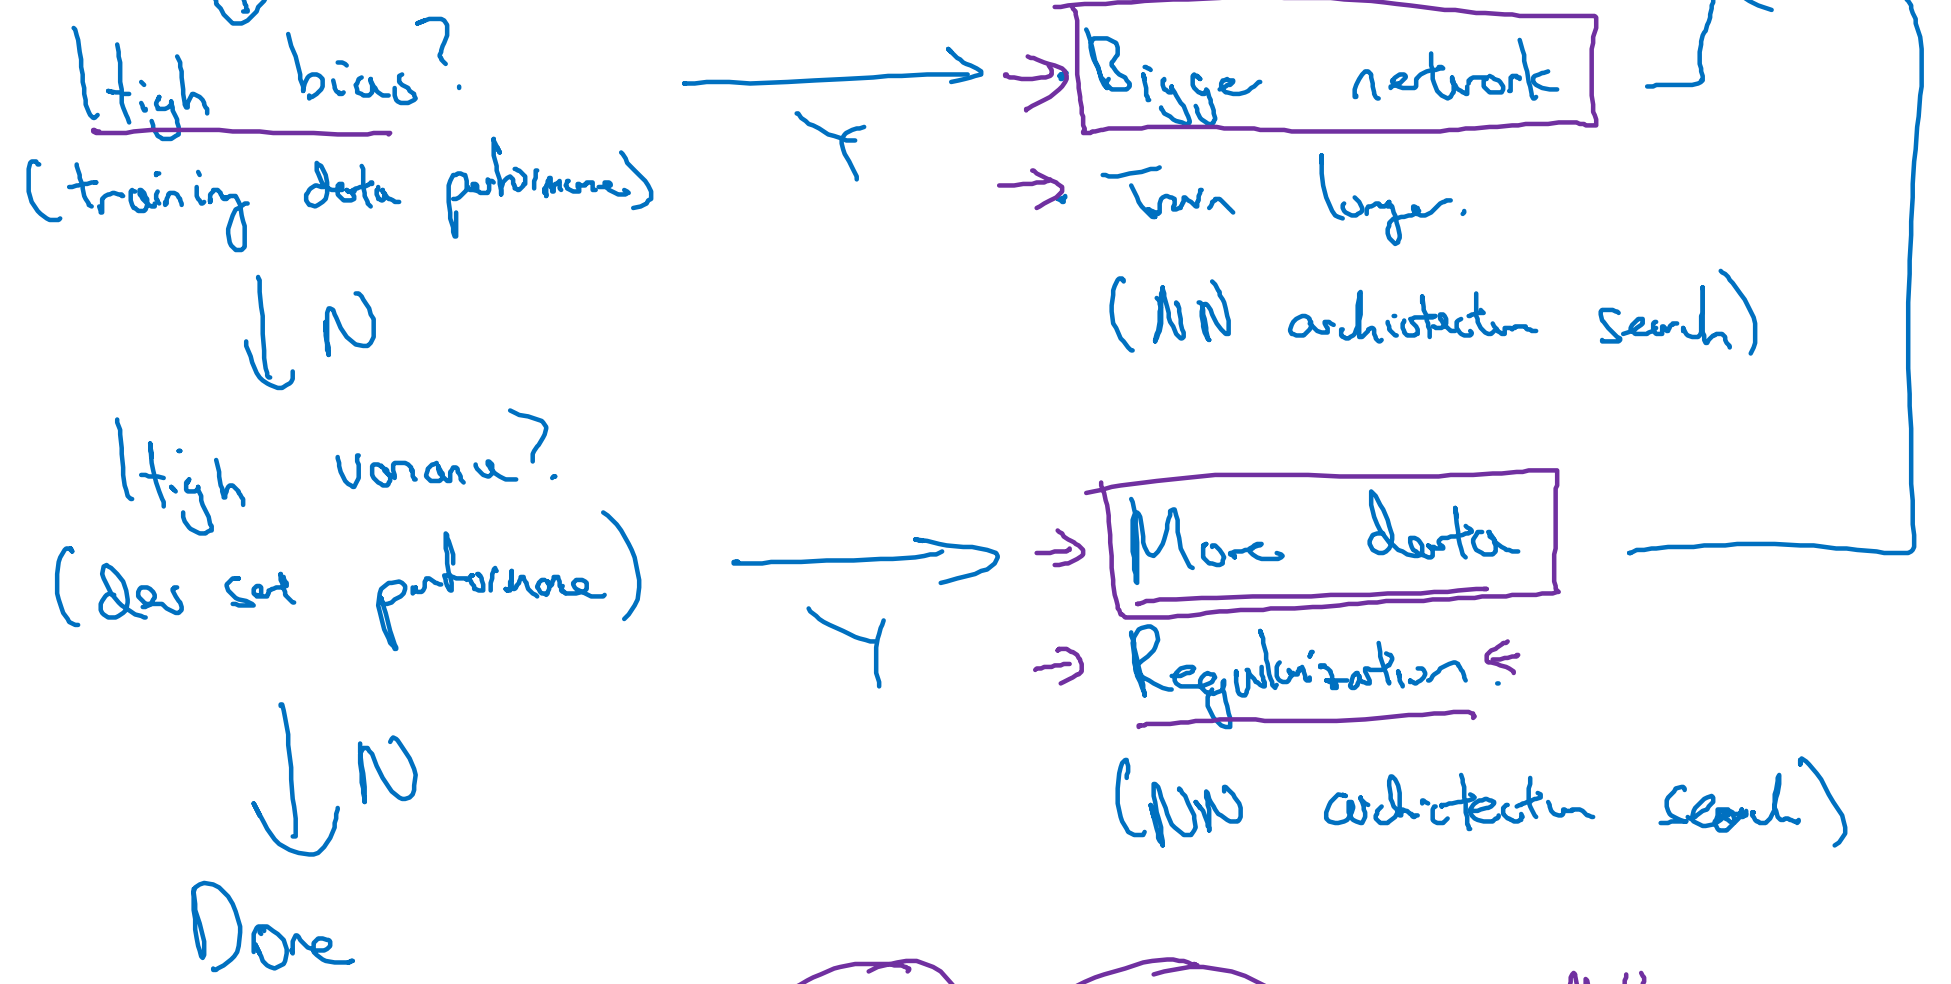 High bias?
Y
Bigger network
(training data performance)
Train longer.
N
(NN architecture search)
High variance?
(dev set performance)
Y
More data
Regularization.
N
(NN architecture search)
Done